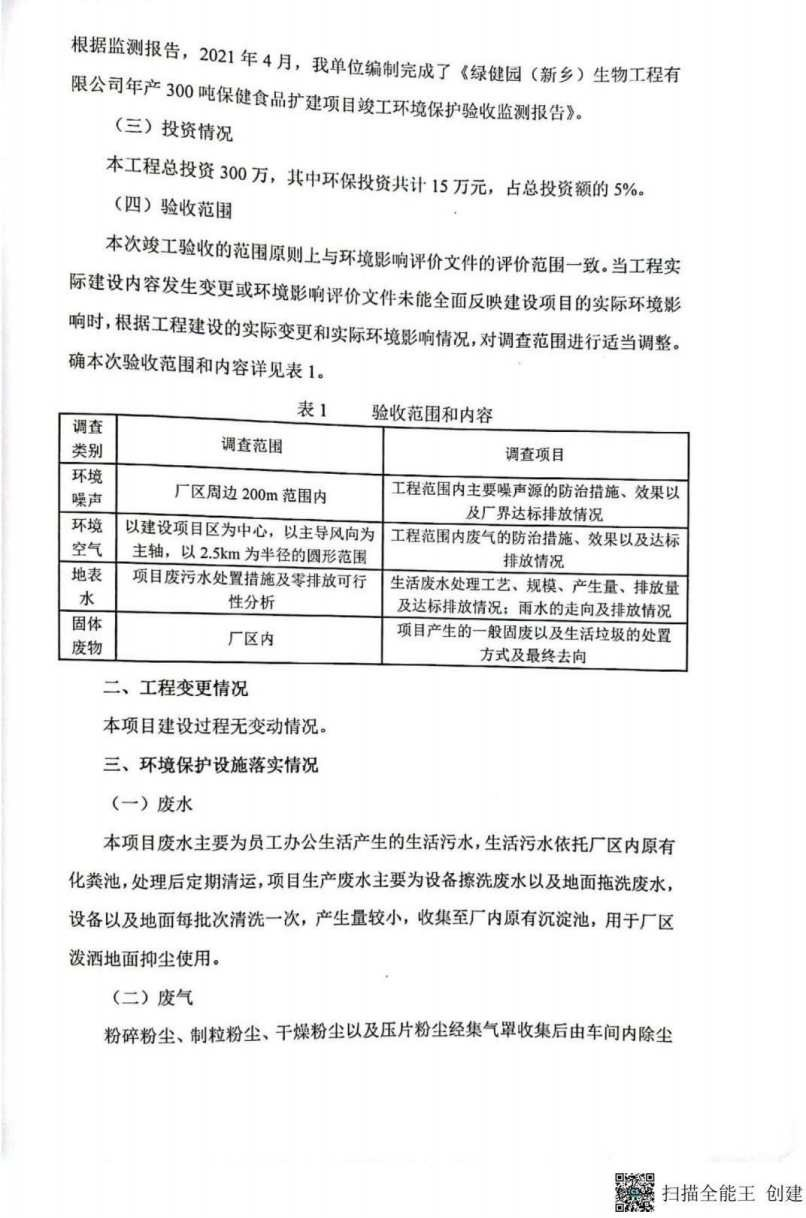 根据监测报告，2021 年 4 月，我单位编制完成了《绿健园（新乡）生物工程有
限公司年产 300 吨保健食品扩建项目竣工环境保护验收监测报告》。
（三）投资情况
本工程总投资 300 万，其中环保投资共计 15 万元，占总投资额的 5%。
（四）验收范围
本次竣工验收的范围原则上与环境影响评价文件的评价范围一致。当工程实
际建设内容发生变更或环境影响评价文件未能全面反映建设项目的实际环境影
响时，根据工程建设的实际变更和实际环境影响情况，对调查范围进行适当调整。
确本次验收范围和内容详见表 1。
表 1 验收范围和内容
调查
类别
调查范围
调查项目
环境
噪声
厂区周边 200m 范围内
工程范围内主要噪声源的防治措施、效果以
及厂界达标排放情况
环境
空气
以建设项目区为中心，以主导风向为
主轴，以 2.5km 为半径的圆形范围
工程范围内废气的防治措施、效果以及达标
排放情况
地表
水
项目废污水处置措施及零排放可行
性分析
生活废水处理工艺、规模、产生量、排放量
及达标排放情况；雨水的走向及排放情况
固体
废物
厂区内
项目产生的一般固废以及生活垃圾的处置
方式及最终去向
二、工程变更情况
本项目建设过程无变动情况。
三、环境保护设施落实情况
（一）废水
本项目废水主要为员工办公生活产生的生活污水，生活污水依托厂区内原有
化粪池，处理后定期清运，项目生产废水主要为设备擦洗废水以及地面拖洗废水，
设备以及地面每批次清洗一次，产生量较小，收集至厂内原有沉淀池，用于厂区
泼洒地面抑尘使用。
（二）废气
粉碎粉尘、制粒粉尘、干燥粉尘以及压片粉尘经集气罩收集后由车间内除尘
扫描全能王 创建